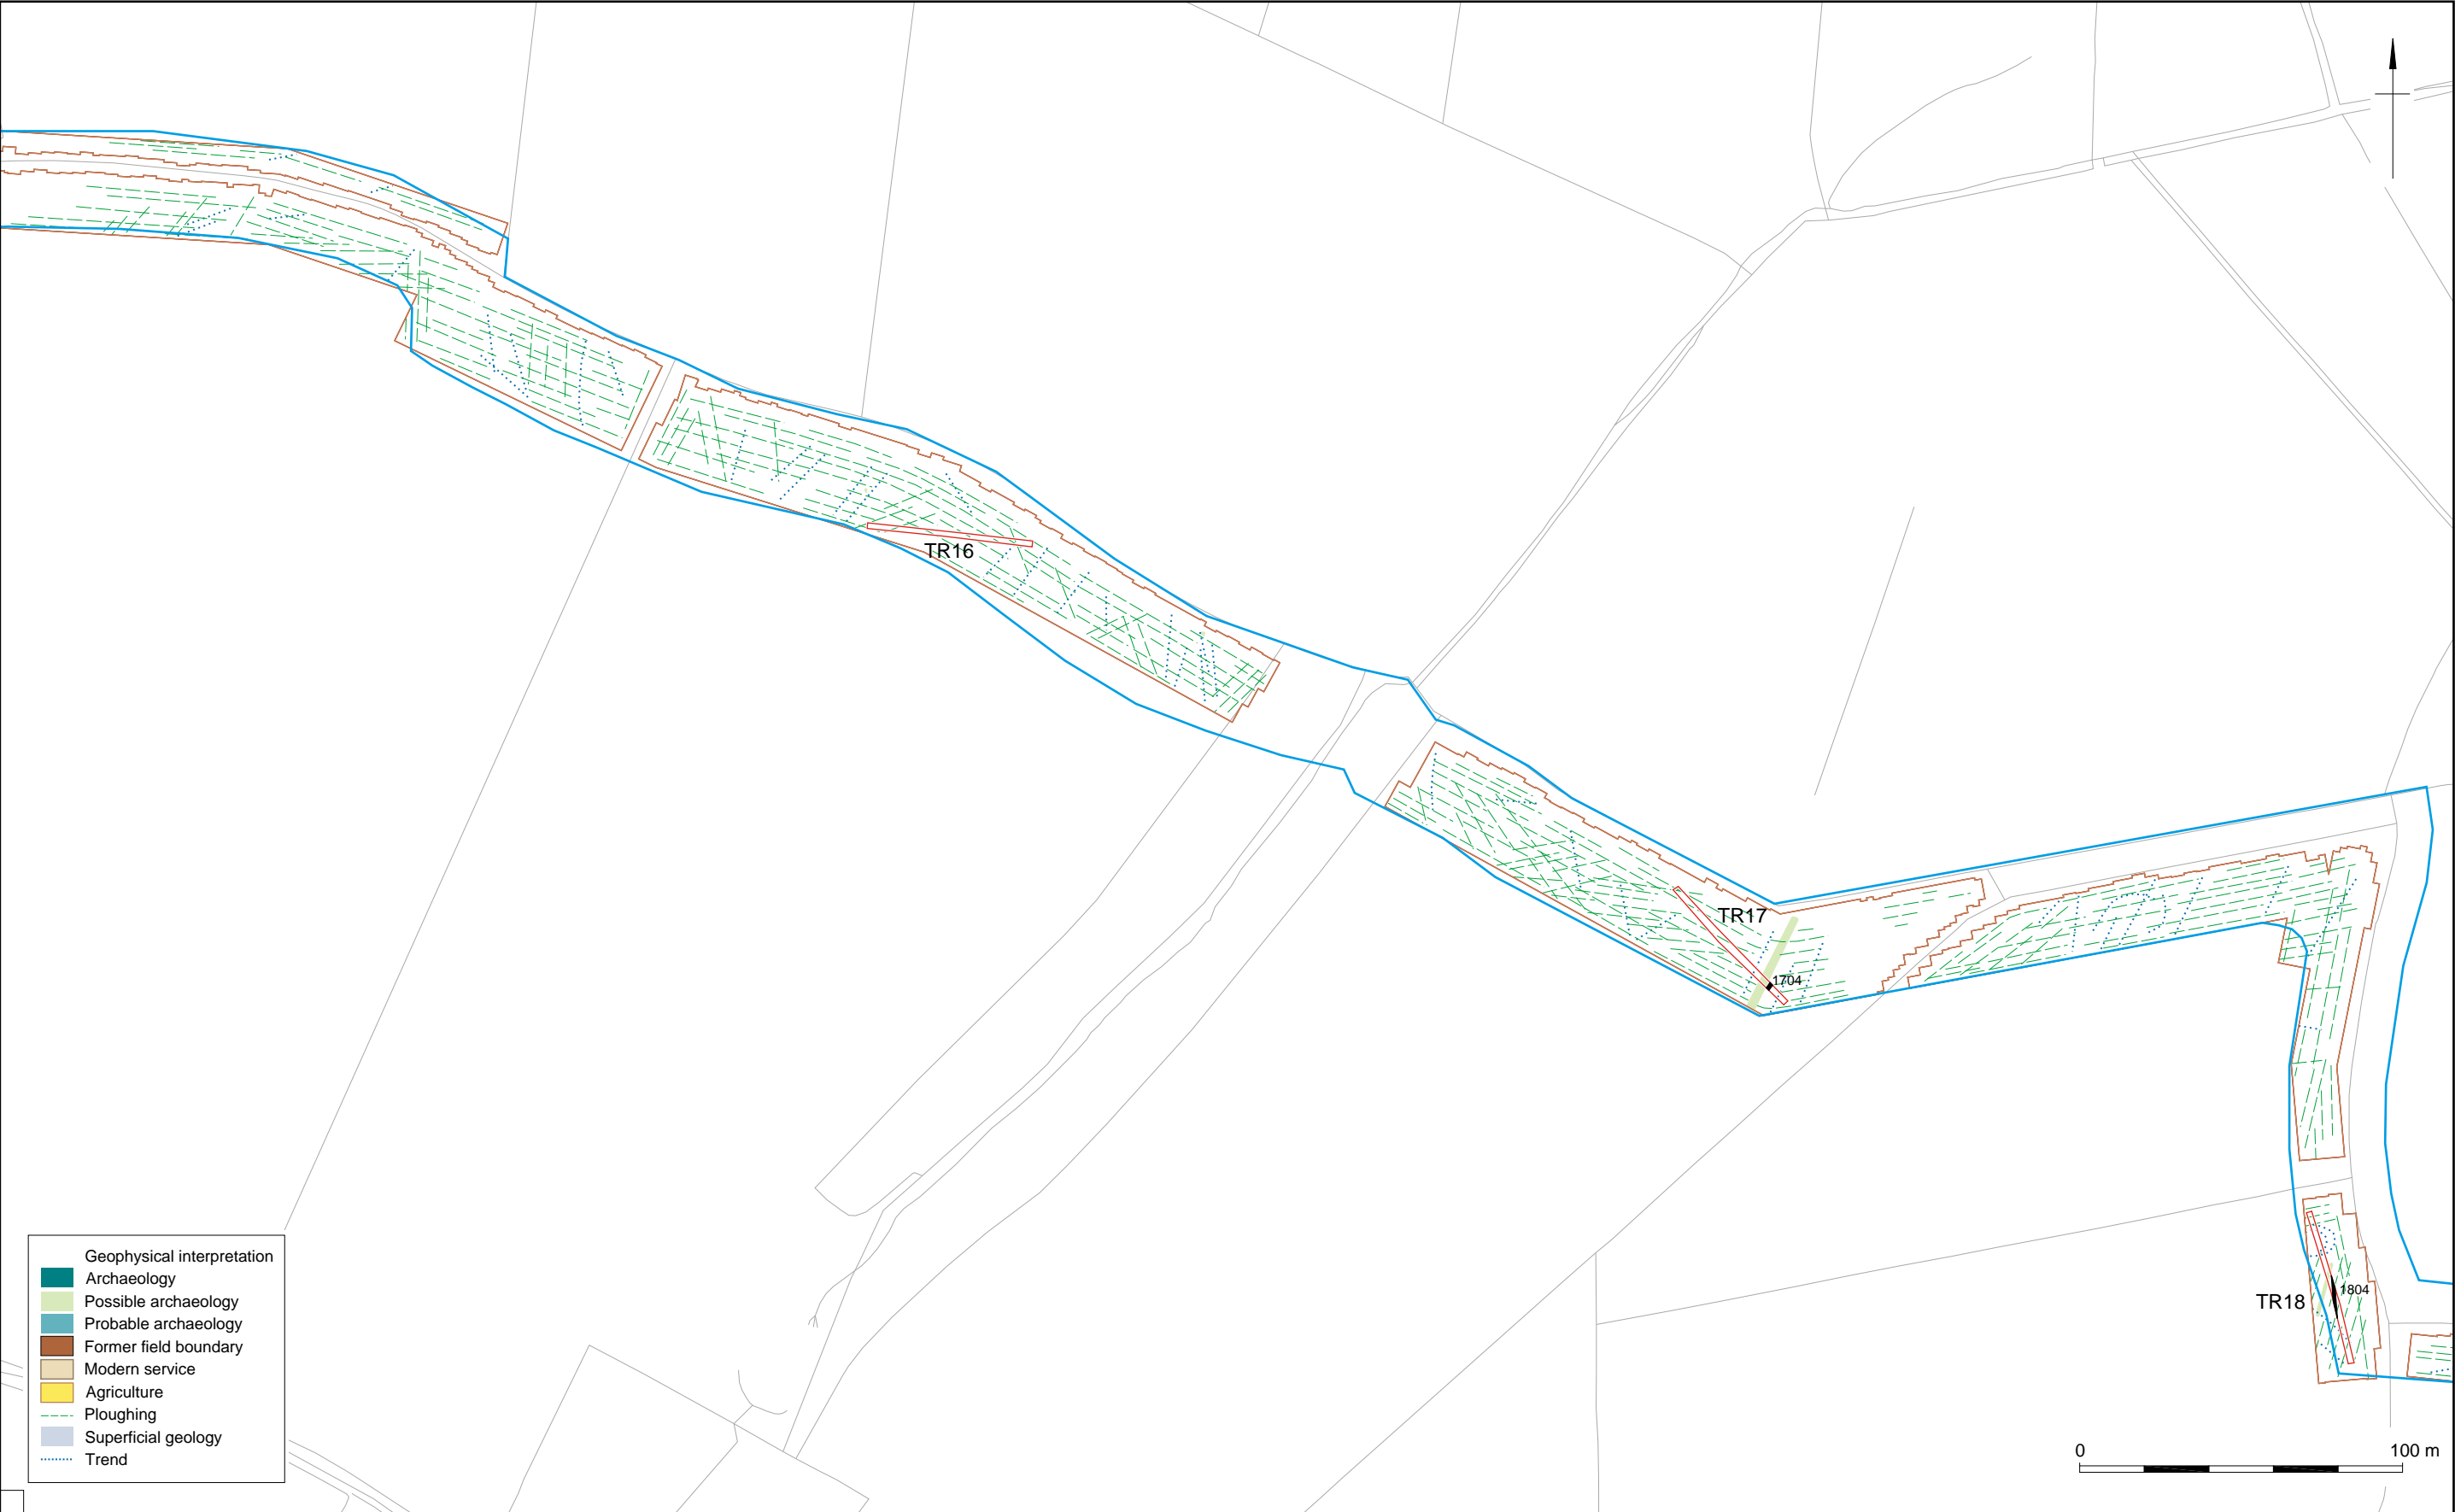 TR16
TR17
1704
1804
TR18
Geophysical interpretation
Archaeology
Possible archaeology
Probable archaeology
Former field boundary
Modern service
Agriculture
Ploughing
Superficial geology
Trend
0 100 m